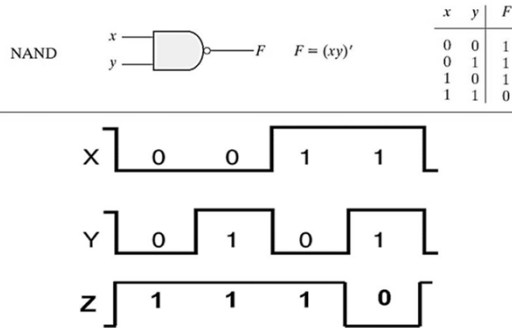 x y F
NAND x y F F = (xy)'
0 0 1
0 1 1
1 0 1
1 1 0
X 0 0 1 1
Y 0 1 0 1
Z 1 1 1 0